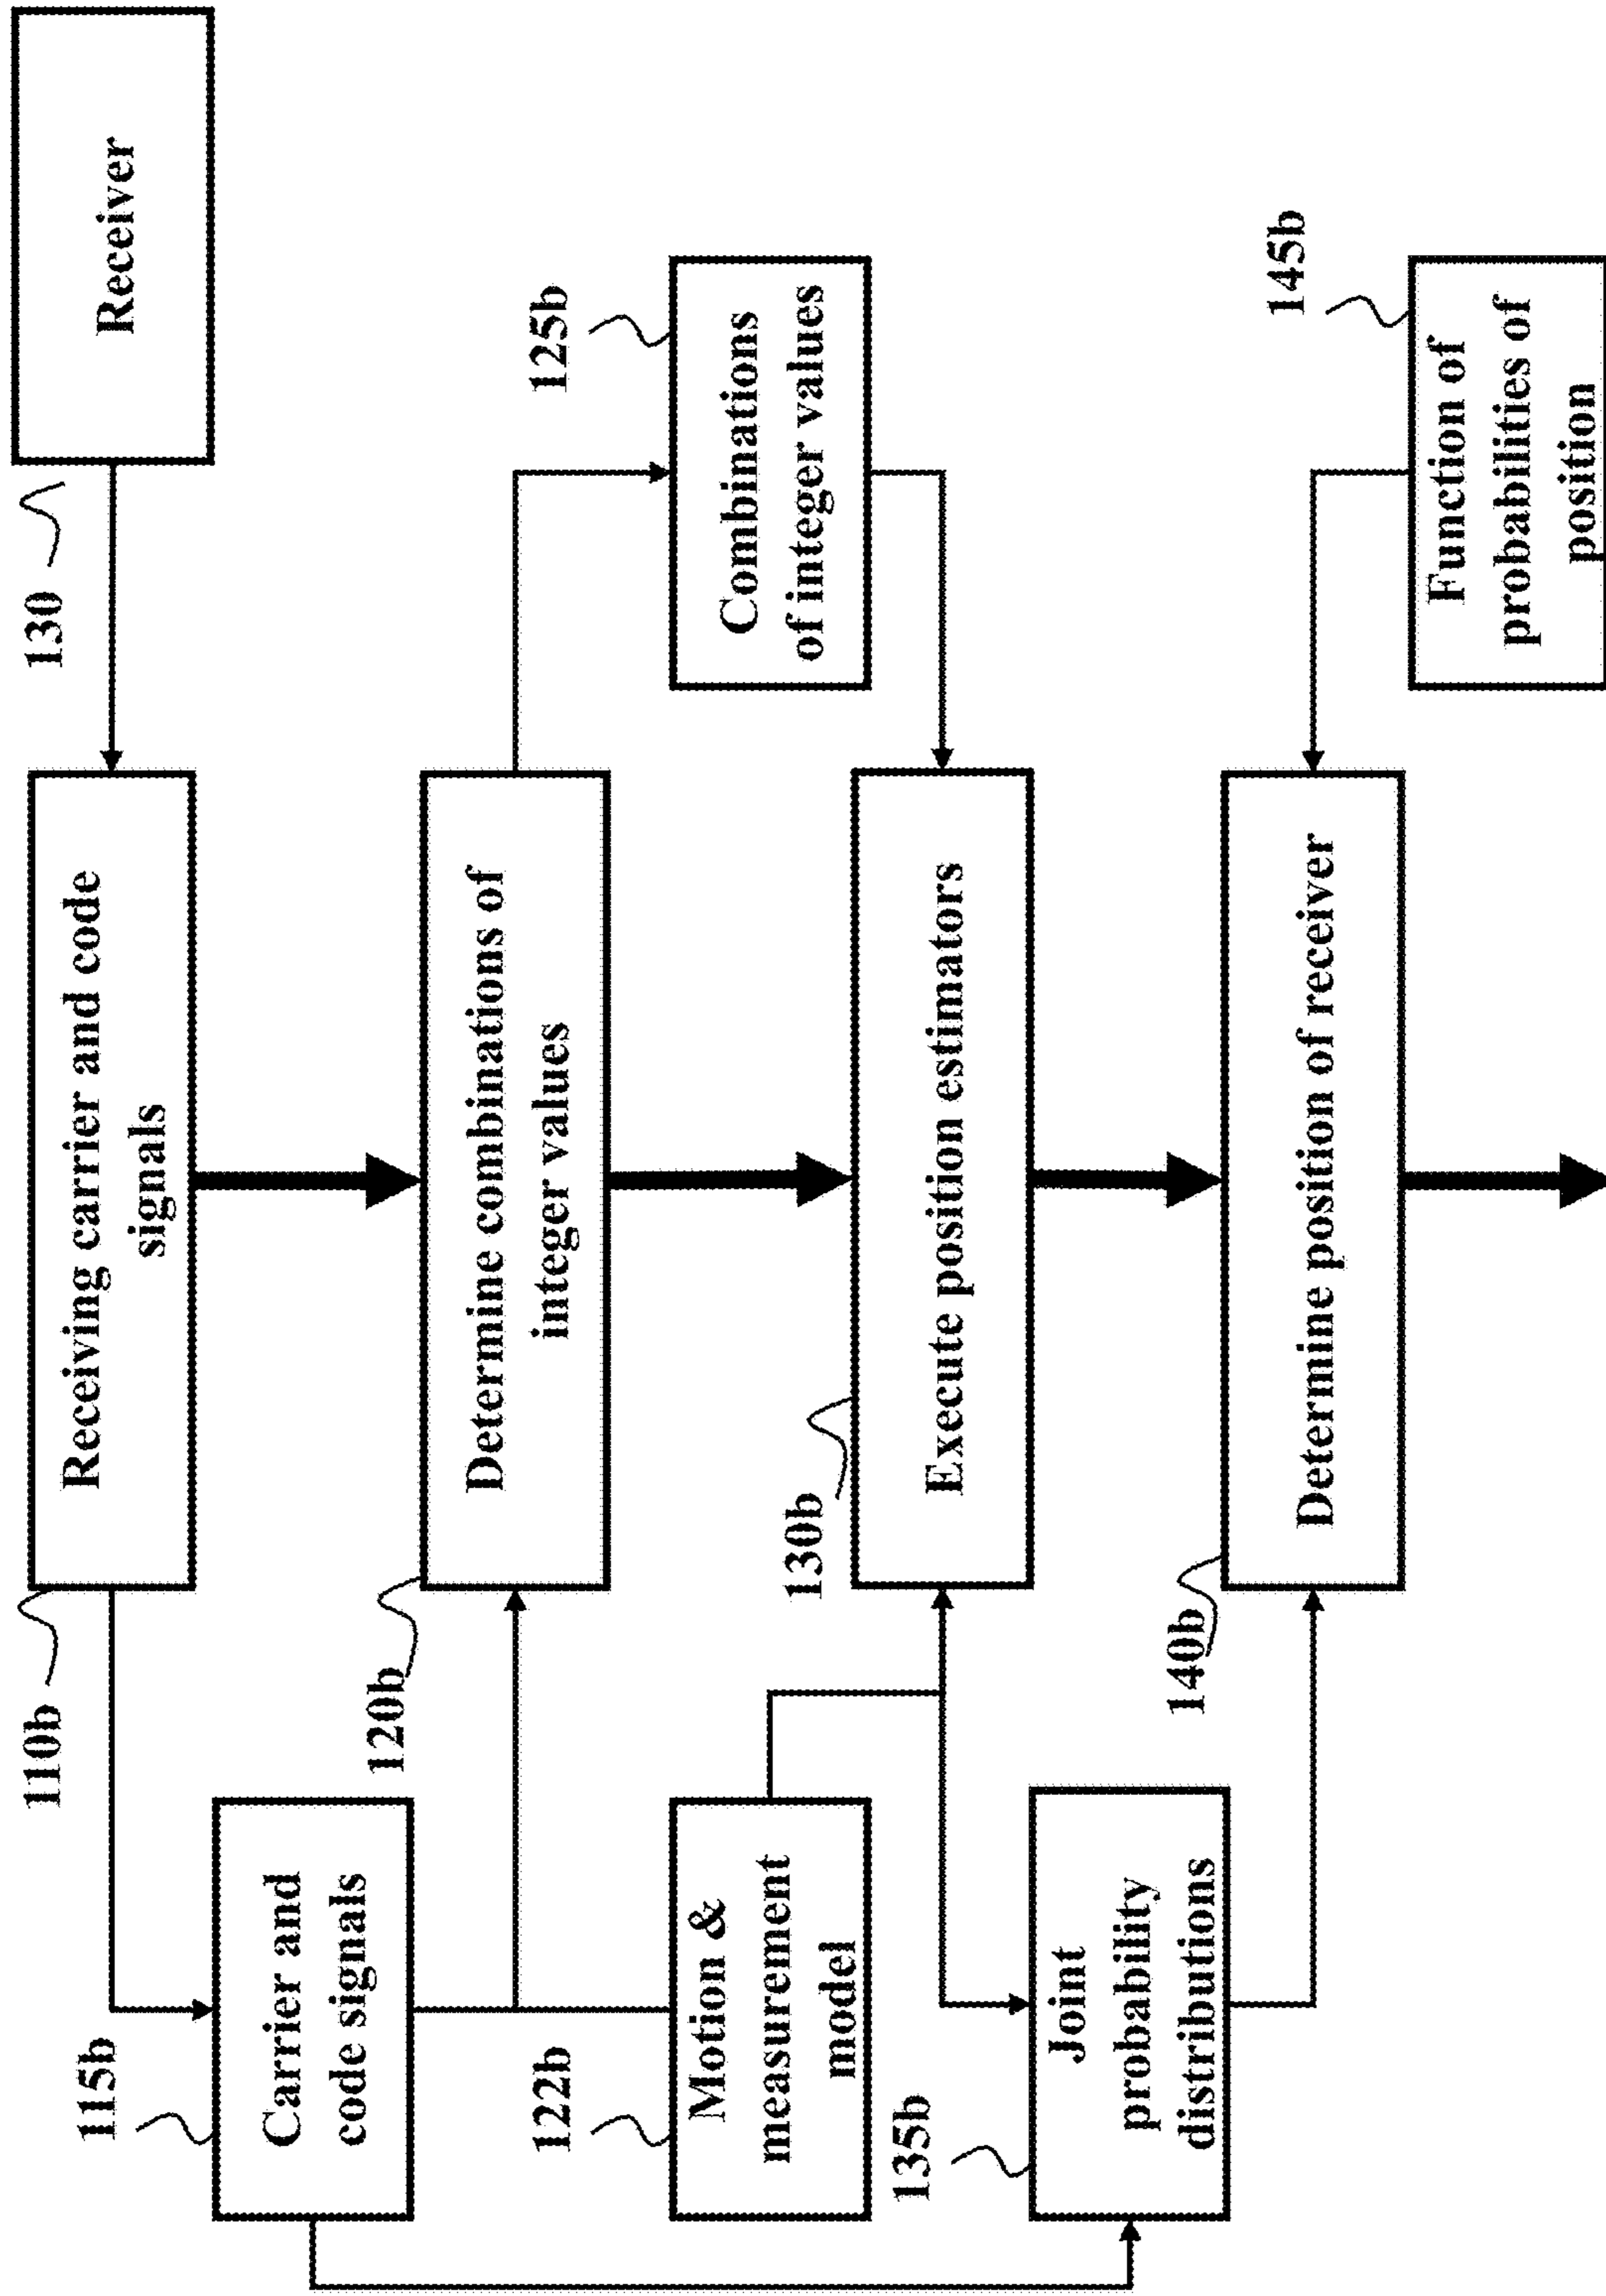 Receiver
130
Receiving carrier and code
signals
110b
Carrier and
code signals
115b
Determine combinations of
integer values
120b
Combinations
of integer values
125b
Motion &
measurement
model
122b
Execute position estimators
130b
Joint
probability
distributions
135b
Determine position of receiver
140b
Function of
probabilities of
position
145b